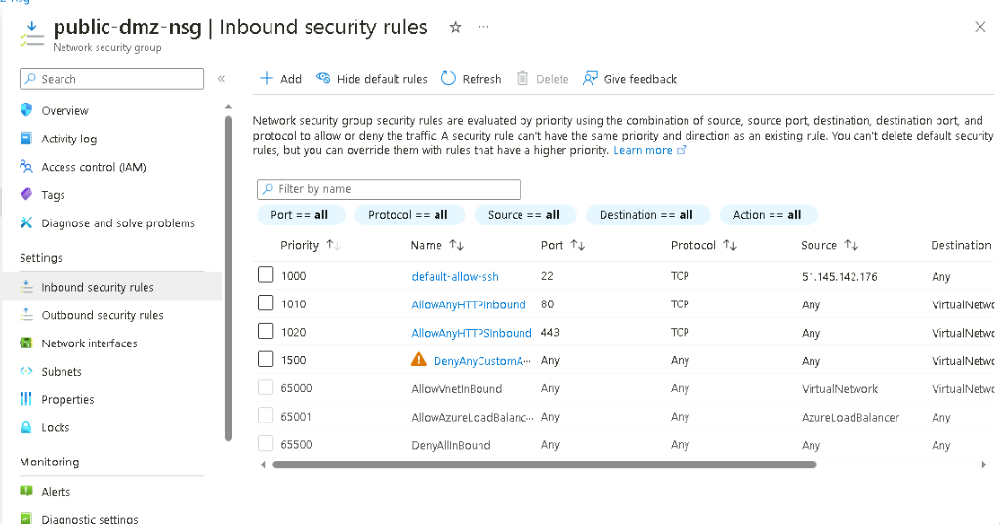 public-dmz-nsg | Inbound security rules
Network security group
Search
Add
Hide default rules
Refresh
Delete
Give feedback
Overview
Activity log
Access control (IAM)
Tags
Diagnose and solve problems
Settings
Inbound security rules
Outbound security rules
Network interfaces
Subnets
Properties
Locks
Monitoring
Alerts
Diagnostic settings
Network security group security rules are evaluated by priority using the combination of source, source port, destination, destination port, and
protocol to allow or deny the traffic. A security rule can't have the same priority and direction as an existing rule. You can't delete default security
rules, but you can override them with rules that have a higher priority. Learn more
Filter by name
Port == all Protocol == all Source == all Destination == all Action == all
Priority Name Port Protocol Source Destination
1000 default-allow-ssh 22 TCP 51.145.142.176 Any
1010 AllowAnyHTTPInbound 80 TCP Any VirtualNetwo
1020 AllowAnyHTTPSInbound 443 TCP Any VirtualNetwo
1500 DenyAnyCustomA... Any Any Any VirtualNetwo
65000 AllowVnetInBound Any Any VirtualNetwork VirtualNetwo
65001 AllowAzureLoadBalanc... Any Any AzureLoadBalancer Any
65500 DenyAllInBound Any Any Any Any